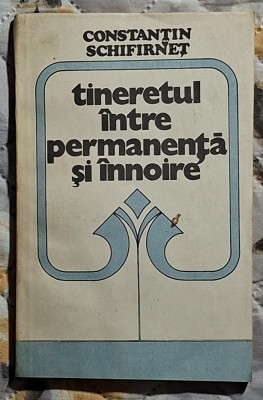 CONSTANTIN
SCHIFIRNEȚ
tineretul
între
permanență
și înnoire